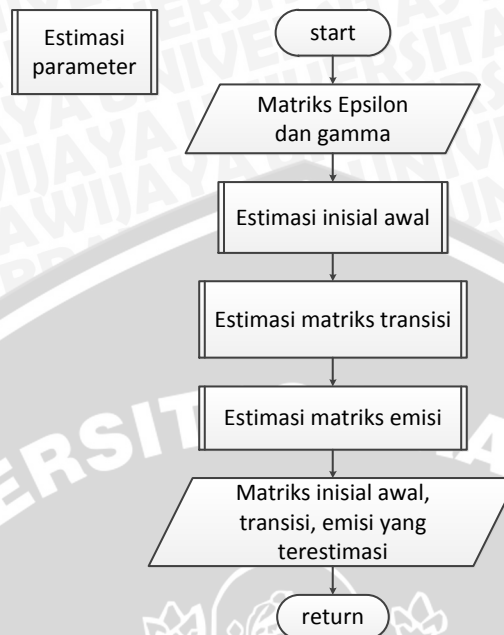 Estimasi
parameter
start
Matriks Epsilon
dan gamma
Estimasi inisial awal
Estimasi matriks transisi
Estimasi matriks emisi
Matriks inisial awal,
transisi, emisi yang
terestimasi
return